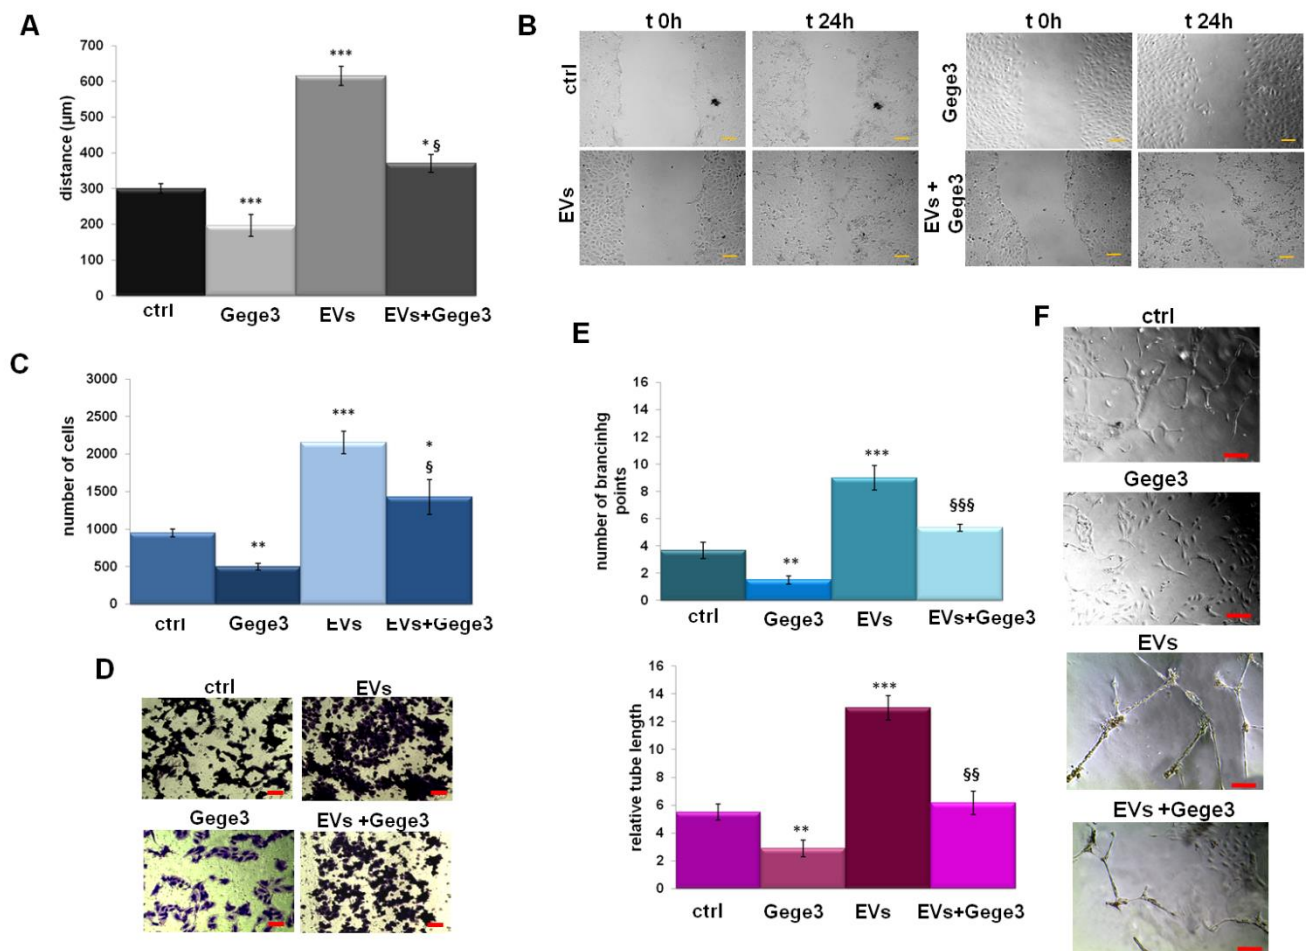 A
700
600
500
400
300
200
100
0
distance (µm)
***
***
* §
ctrl
Gege3
EVs
EVs+Gege3
B
t 0h
t 24h
t 0h
t 24h
ctrl
EVs
Gege3
EVs +
Gege3
C
3000
2500
2000
1500
1000
500
0
number of cells
**
***
*
§
ctrl
Gege3
EVs
EVs+Gege3
D
ctrl
EVs
Gege3
EVs +Gege3
E
16
14
12
10
8
6
4
2
0
number of brancinhg
points
**
***
§§§
ctrl
Gege3
EVs
EVs+Gege3
16
14
12
10
8
6
4
2
0
relative tube length
**
***
§§
ctrl
Gege3
EVs
EVs+Gege3
F
ctrl
Gege3
EVs
EVs +Gege3